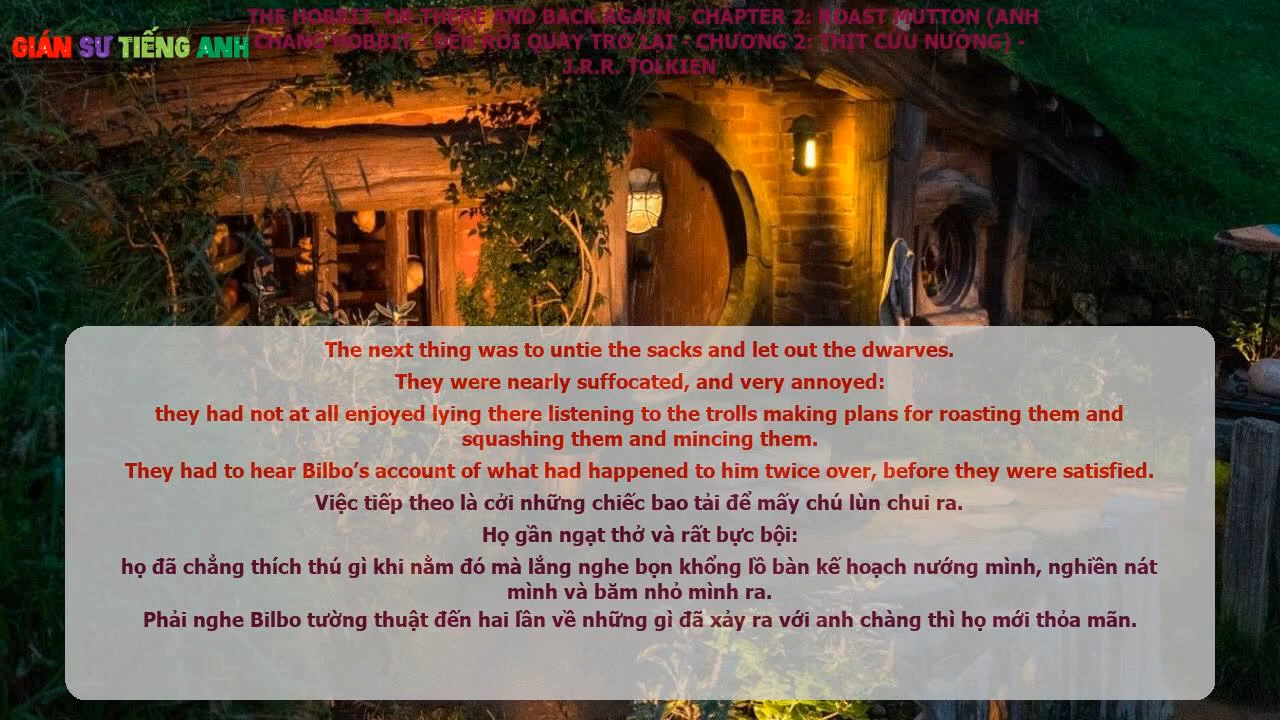 THE HOBBIT, OR THERE AND BACK AGAIN - CHAPTER 2: ROAST MUTTON (ANH
CHÀNG HOBBIT - ĐẾN RỒI QUAY TRỞ LẠI - CHƯƠNG 2: THỊT CỪU NƯỚNG) -
J.R.R. TOLKIEN
GIÁN SƯ TIẾNG ANH
The next thing was to untie the sacks and let out the dwarves.
They were nearly suffocated, and very annoyed:
they had not at all enjoyed lying there listening to the trolls making plans for roasting them and
squashing them and mincing them.
They had to hear Bilbo’s account of what had happened to him twice over, before they were satisfied.
Việc tiếp theo là cởi những chiếc bao tải để mấy chú lùn chui ra.
Họ gần ngạt thở và rất bực bội:
họ đã chẳng thích thú gì khi nằm đó mà lắng nghe bọn khổng lồ bàn kế hoạch nướng mình, nghiền nát
mình và băm nhỏ mình ra.
Phải nghe Bilbo tường thuật đến hai lần về những gì đã xảy ra với anh chàng thì họ mới thỏa mãn.